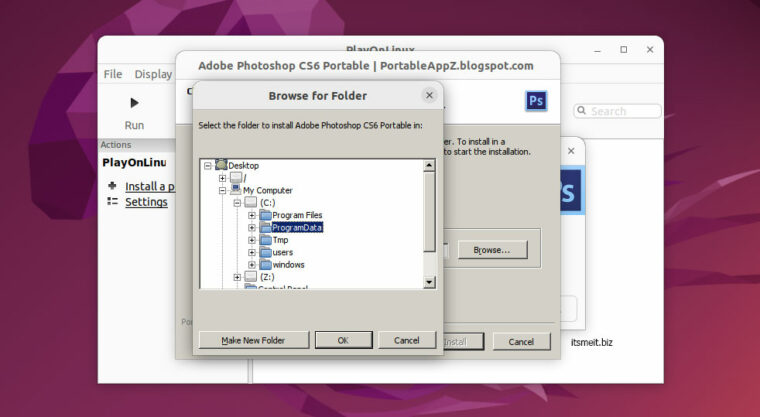 PlayOnLinux
File Display
Adobe Photoshop CS6 Portable | PortableAppZ.blogspot.com
Browse for Folder
Ps
Run
Search
Select the folder to install Adobe Photoshop CS6 Portable in:
er. To install in a
to start the installation.
Actions
PlayOnLinu
Install a p
Settings
Desktop
/
My Computer
(C:)
Program Files
ProgramData
Tmp
users
windows
(Z:)
Control Panel
Browse...
Ps
Make New Folder
OK
Cancel
Install
Cancel
itsmeit.biz